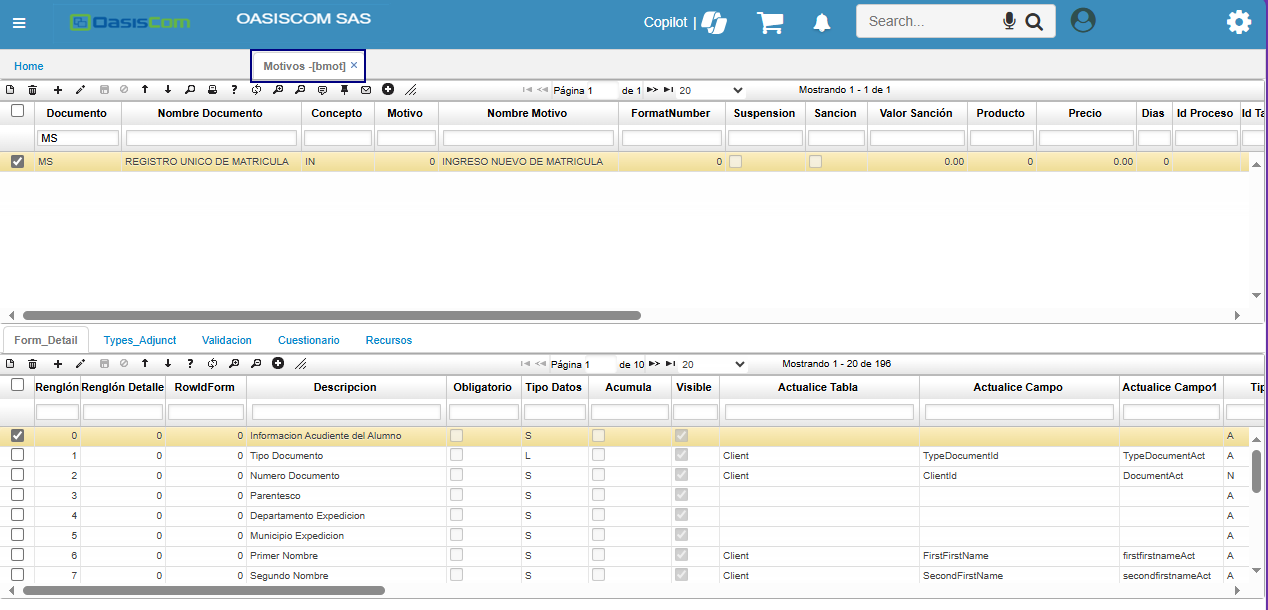 OasisCom OASISCOM SAS Copilot | Search...
Home Motivos -[bmot] ×
Página 1 de 1 20 Mostrando 1 - 1 de 1
Documento Nombre Documento Concepto Motivo Nombre Motivo FormatNumber Suspension Sancion Valor Sanción Producto Precio Dias Id Proceso Id Ta
MS
MS REGISTRO UNICO DE MATRICULA IN 0 INGRESO NUEVO DE MATRICULA 0 0.00 0 0.00 0
Form_Detail Types_Adjunct Validacion Cuestionario Recursos
Página 1 de 10 20 Mostrando 1 - 20 de 196
Renglón Renglón Detalle RowIdForm Descripcion Obligatorio Tipo Datos Acumula Visible Actualice Tabla Actualice Campo Actualice Campo1 Tip
0 0 0 Informacion Acudiente del Alumno S A
1 0 0 Tipo Documento L Client TypeDocumentId TypeDocumentAct A
2 0 0 Numero Documento S Client ClientId DocumentAct N
3 0 0 Parentesco S A
4 0 0 Departamento Expedicion S A
5 0 0 Municipio Expedicion S A
6 0 0 Primer Nombre S Client FirstFirstName firstfirstnameAct A
7 0 0 Segundo Nombre S Client SecondFirstName secondfirstnameAct A